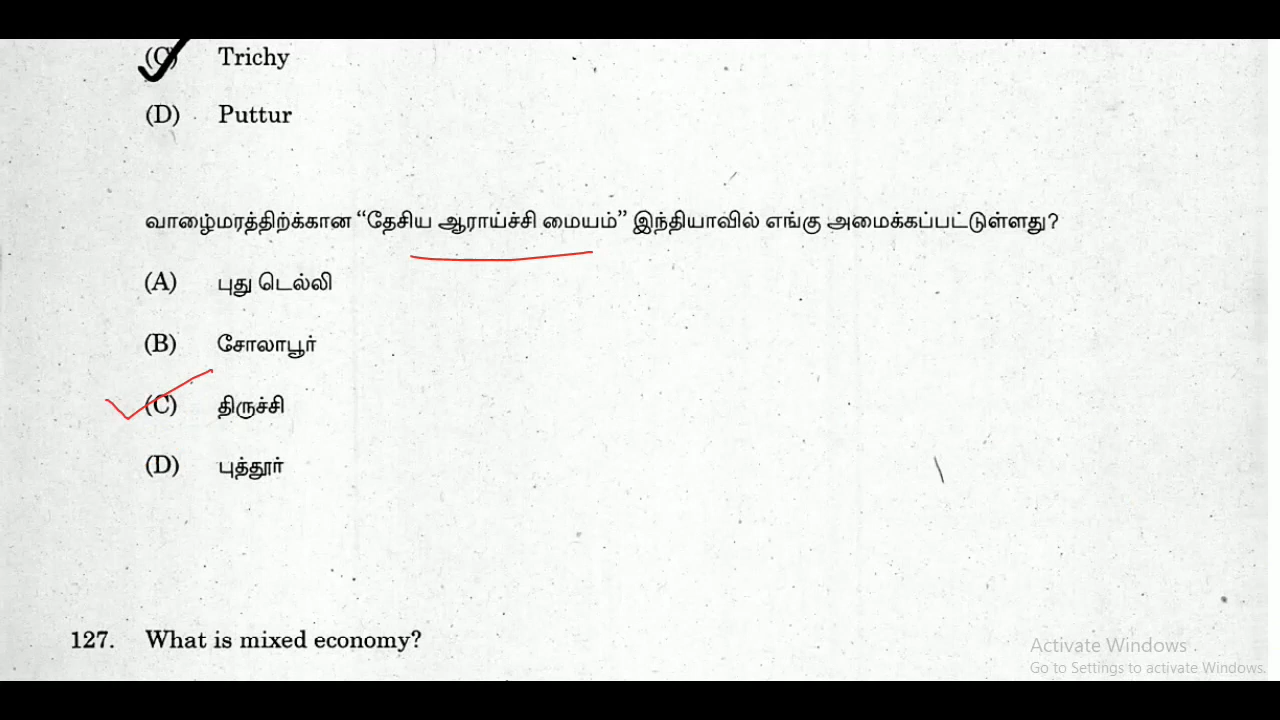 (C) Trichy
(D) Puttur
வாழைமரத்திற்க்கான “தேசிய ஆராய்ச்சி மையம்” இந்தியாவில் எங்கு அமைக்கப்பட்டுள்ளது?
(A) புது டெல்லி
(B) சோலாபூர்
(C) திருச்சி
(D) புத்தூர்
127. What is mixed economy?
Activate Windows
Go to Settings to activate Windows.